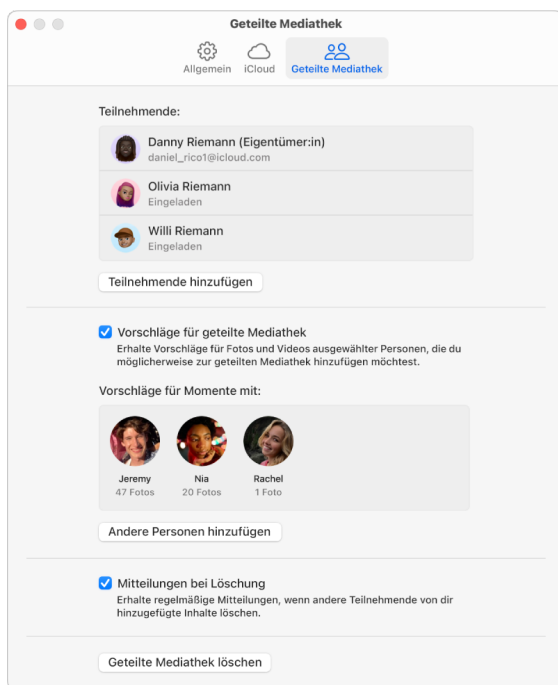 Geteilte Mediathek
Allgemein iCloud Geteilte Mediathek
Teilnehmende:
Danny Riemann (Eigentümer:in)
daniel_rico1@icloud.com
Olivia Riemann
Eingeladen
Willi Riemann
Eingeladen
Teilnehmende hinzufügen
Vorschläge für geteilte Mediathek
Erhalte Vorschläge für Fotos und Videos ausgewählter Personen, die du
möglicherweise zur geteilten Mediathek hinzufügen möchtest.
Vorschläge für Momente mit:
Jeremy Nia Rachel
47 Fotos 20 Fotos 1 Foto
Andere Personen hinzufügen
Mitteilungen bei Löschung
Erhalte regelmäßige Mitteilungen, wenn andere Teilnehmende von dir
hinzugefügte Inhalte löschen.
Geteilte Mediathek löschen